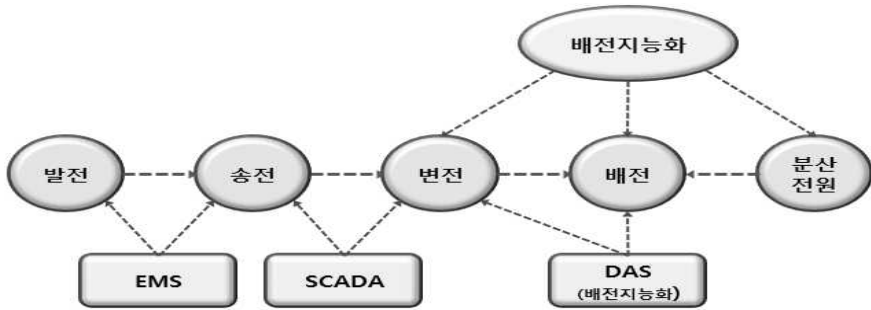 배전지능화
발전
송전
변전
배전
분산
전원
EMS
SCADA
DAS
(배전지능화)